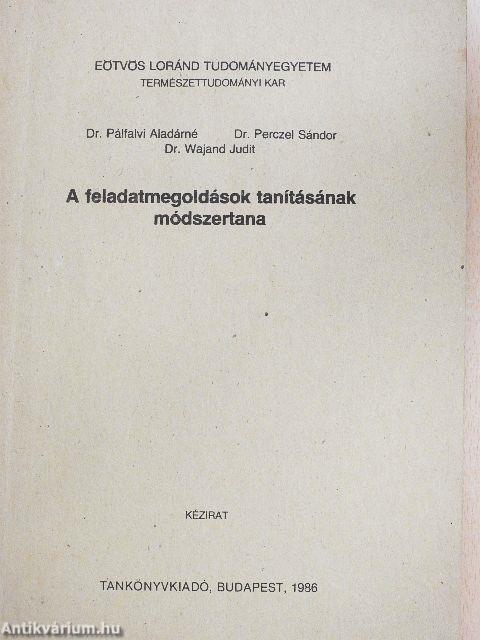 EÖTVÖS LORÁND TUDOMÁNYEGYETEM
TERMÉSZETTUDOMÁNYI KAR
Dr. Pálfalvi Aladárné Dr. Perczel Sándor
Dr. Wajand Judit
A feladatmegoldások tanításának
módszertana
KÉZIRAT
TANKÖNYVKIADÓ, BUDAPEST, 1986
Antikvárium.hu